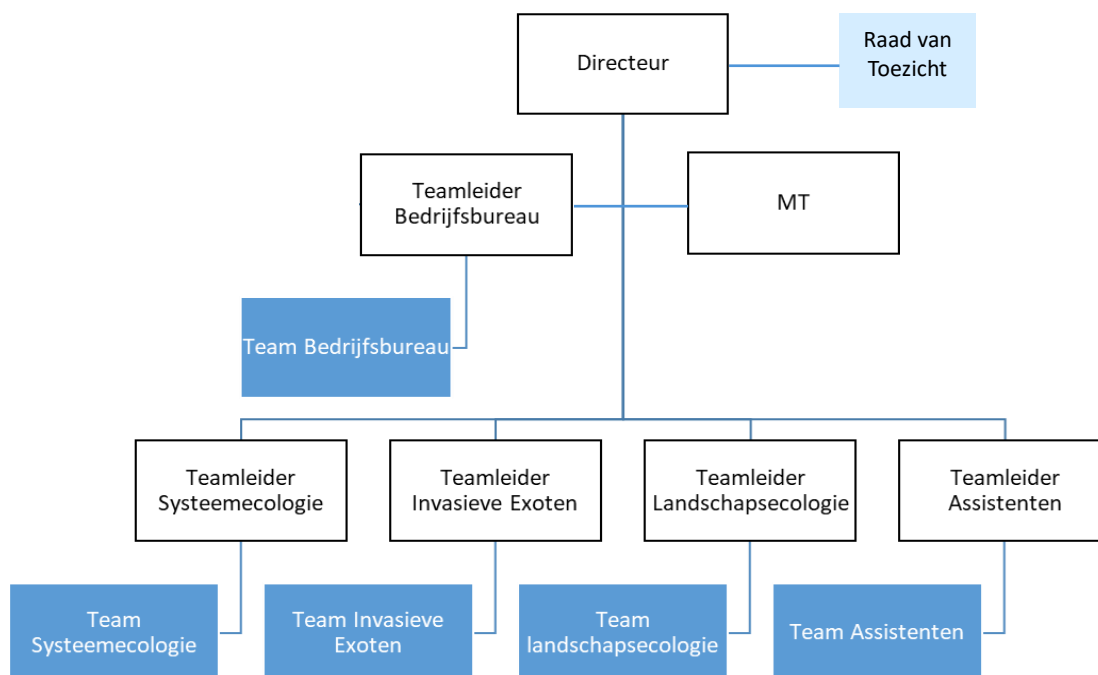 Directeur
Raad van
Toezicht
Teamleider
Bedrijfsbureau
MT
Team Bedrijfsbureau
Teamleider
Systeemecologie
Teamleider
Invasieve Exoten
Teamleider
Landschapsecologie
Teamleider
Assistenten
Team
Systeemecologie
Team Invasieve
Exoten
Team
landschapsecologie
Team Assistenten